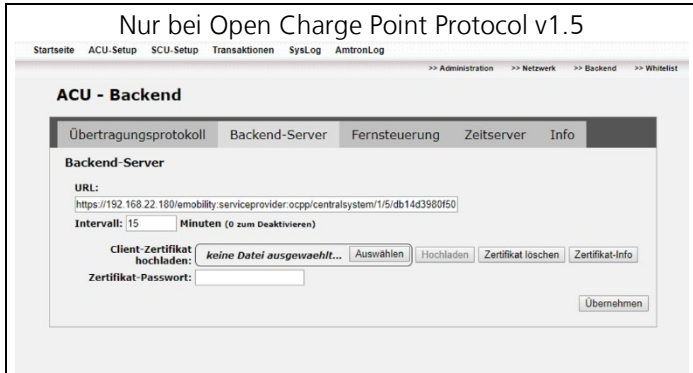 Nur bei Open Charge Point Protocol v1.5
Startseite ACU-Setup SCU-Setup Transaktionen SysLog AmtronLog
>> Administration >> Netzwerk >> Backend >> Whitelist
ACU - Backend
Übertragungsprotokoll Backend-Server Fernsteuerung Zeitserver Info
Backend-Server
URL:
https://192.168.22.180/emobility:serviceprovider:ocpp/centralsystem/1/5/db14d3980f50
Intervall: 15 Minuten (0 zum Deaktivieren)
Client-Zertifikat
hochladen: keine Datei ausgewaehlt... Auswählen Hochladen Zertifikat löschen Zertifikat-Info
Zertifikat-Passwort:
Übernehmen